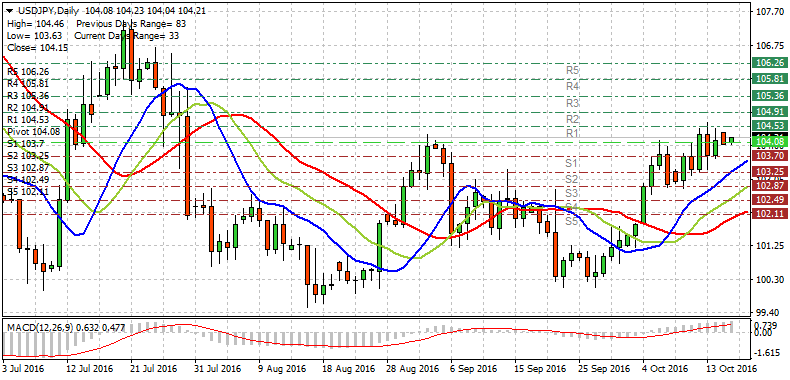 USDJPY,Daily 104.08 104.23 104.04 104.21
High= 104.46 Previous Days Range= 83
Low= 103.63 Current Days Range= 33
Close= 104.15
R5 106.26
R4 105.81
R3 105.36
R2 104.91
R1 104.53
Pivot 104.08
S1 103.7
S2 103.25
S3 102.87
S4 102.49
S5 102.11
R5
R4
R3
R2
R1
S1
S2
S3
S4
S5
107.70
106.75
106.26
105.81
105.36
104.91
104.53
104.08
103.70
103.25
102.87
102.49
102.11
101.25
100.30
99.40
MACD(12,26,9) 0.632 0.477
0.739
0.00
-1.615
3 Jul 2016
12 Jul 2016
21 Jul 2016
31 Jul 2016
9 Aug 2016
18 Aug 2016
28 Aug 2016
6 Sep 2016
15 Sep 2016
25 Sep 2016
4 Oct 2016
13 Oct 2016